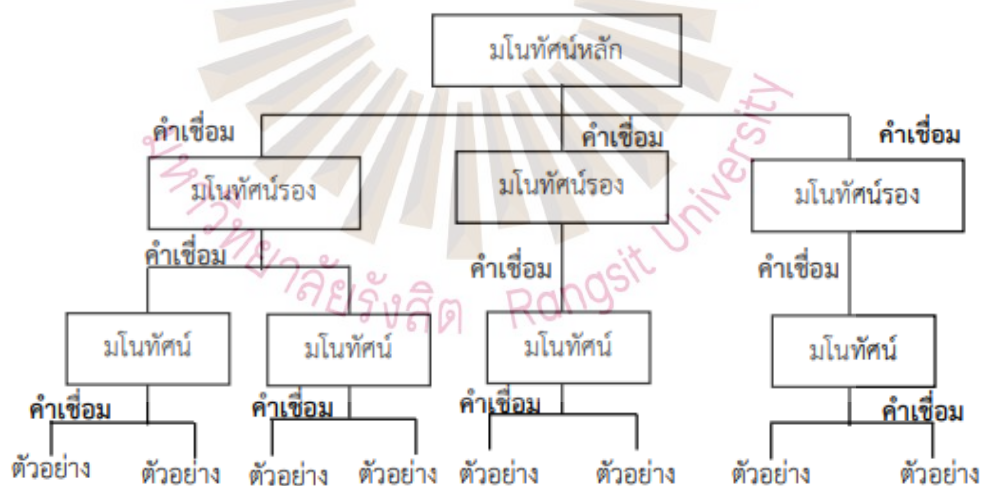 มโนทัศน์หลัก
คำเชื่อม คำเชื่อม คำเชื่อม
มโนทัศน์รอง มโนทัศน์รอง มโนทัศน์รอง
คำเชื่อม คำเชื่อม คำเชื่อม
มโนทัศน์ มโนทัศน์ มโนทัศน์ มโนทัศน์
คำเชื่อม คำเชื่อม คำเชื่อม คำเชื่อม
ตัวอย่าง ตัวอย่าง ตัวอย่าง ตัวอย่าง ตัวอย่าง ตัวอย่าง ตัวอย่าง ตัวอย่าง
มหาวิทยาลัยรังสิต Rangsit University